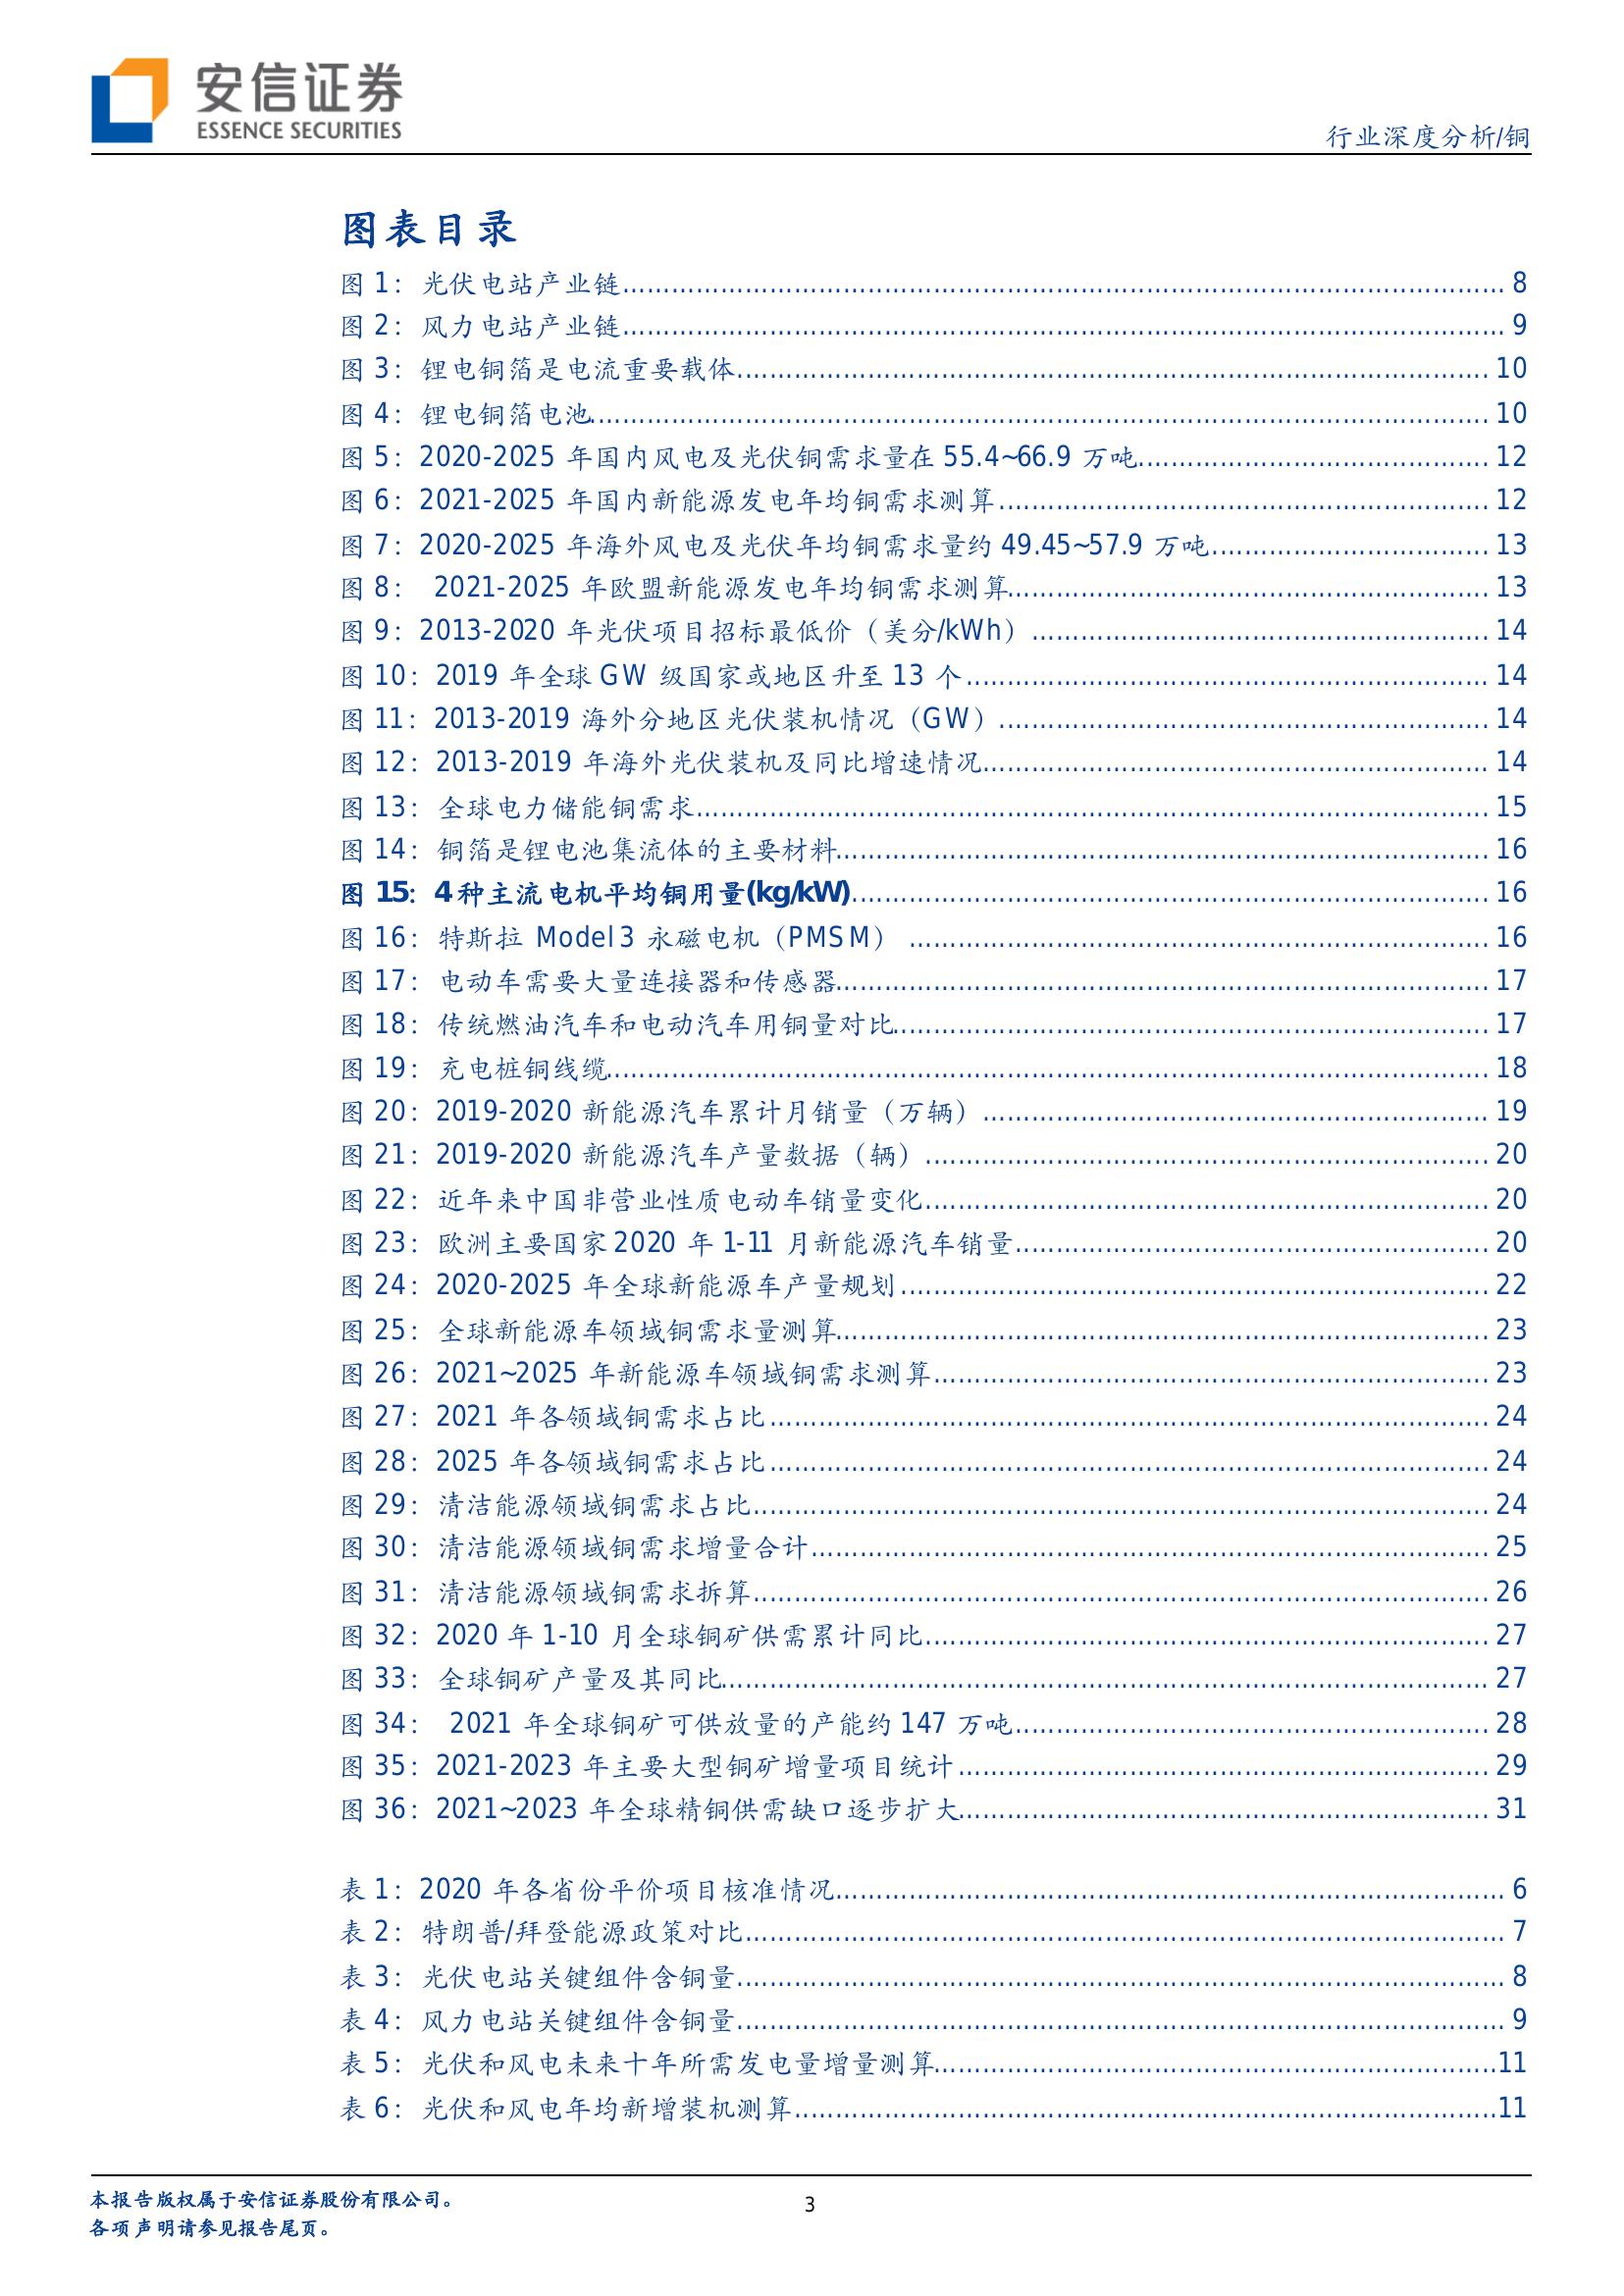 安信证券
ESSENCE SECURITIES
行业深度分析/铜
图表目录
图 1：光伏电站产业链 8
图 2：风力电站产业链 9
图 3：锂电铜箔是电流重要载体 10
图 4：锂电铜箔电池 10
图 5：2020-2025 年国内风电及光伏铜需求量在 55.4~66.9 万吨 12
图 6：2021-2025 年国内新能源发电年均铜需求测算 12
图 7：2020-2025 年海外风电及光伏年均铜需求量约 49.45~57.9 万吨 13
图 8： 2021-2025 年欧盟新能源发电年均铜需求测算 13
图 9：2013-2020 年光伏项目招标最低价（美分/kWh） 14
图 10：2019 年全球 GW 级国家或地区升至 13 个 14
图 11：2013-2019 海外分地区光伏装机情况（GW） 14
图 12：2013-2019 年海外光伏装机及同比增速情况 14
图 13：全球电力储能铜需求 15
图 14：铜箔是锂电池集流体的主要材料 16
图 15：4 种主流电机平均铜用量(kg/kW) 16
图 16：特斯拉 Model 3 永磁电机（PMSM） 16
图 17：电动车需要大量连接器和传感器 17
图 18：传统燃油汽车和电动汽车用铜量对比 17
图 19：充电桩铜线缆 18
图 20：2019-2020 新能源汽车累计月销量（万辆） 19
图 21：2019-2020 新能源汽车产量数据（辆） 20
图 22：近年来中国非营业性质电动车销量变化 20
图 23：欧洲主要国家 2020 年 1-11 月新能源汽车销量 20
图 24：2020-2025 年全球新能源车产量规划 22
图 25：全球新能源车领域铜需求量测算 23
图 26：2021~2025 年新能源车领域铜需求测算 23
图 27：2021 年各领域铜需求占比 24
图 28：2025 年各领域铜需求占比 24
图 29：清洁能源领域铜需求占比 24
图 30：清洁能源领域铜需求增量合计 25
图 31：清洁能源领域铜需求拆算 26
图 32：2020 年 1-10 月全球铜矿供需累计同比 27
图 33：全球铜矿产量及其同比 27
图 34： 2021 年全球铜矿可供放量的产能约 147 万吨 28
图 35：2021-2023 年主要大型铜矿增量项目统计 29
图 36：2021~2023 年全球精铜供需缺口逐步扩大 31
表 1：2020 年各省份平价项目核准情况 6
表 2：特朗普/拜登能源政策对比 7
表 3：光伏电站关键组件含铜量 8
表 4：风力电站关键组件含铜量 9
表 5：光伏和风电未来十年所需发电量增量测算 11
表 6：光伏和风电年均新增装机测算 11
本报告版权属于安信证券股份有限公司。
3
各项声明请参见报告尾页。